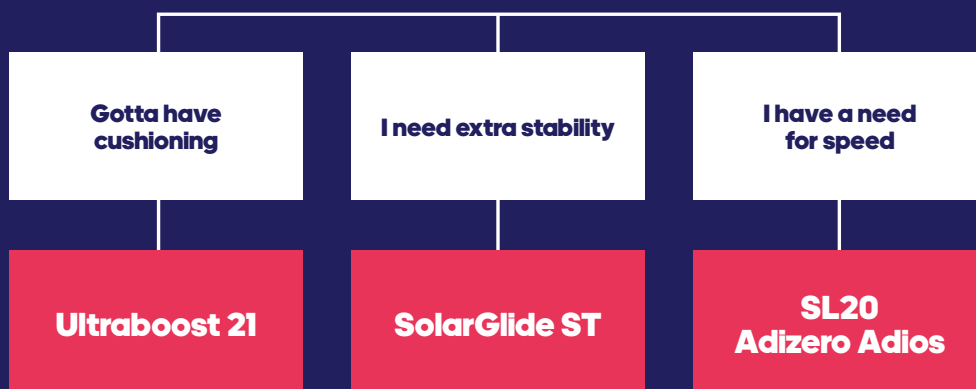 Gotta have
cushioning
I need extra stability
I have a need
for speed
Ultraboost 21
SolarGlide ST
SL20
Adizero Adios